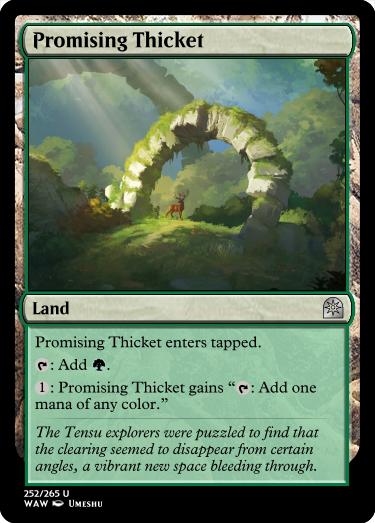 Promising Thicket
Land
Promising Thicket enters tapped.
: Add .
1: Promising Thicket gains “: Add one
mana of any color.”
The Tensu explorers were puzzled to find that
the clearing seemed to disappear from certain
angles, a vibrant new space bleeding through.
252/265 U
WAW Umeshu